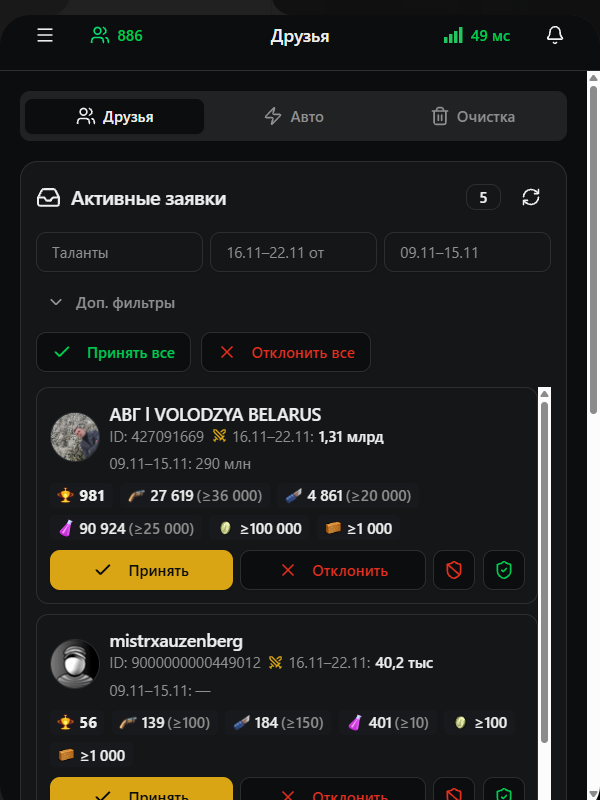 886 Друзья 49 мс
Друзья Авто Очистка
Активные заявки 5
Таланты 16.11–22.11 от 09.11–15.11
Доп. фильтры
Принять все Отклонить все
АВГ l VOLODZYA BELARUS
ID: 427091669 16.11–22.11: 1,31 млрд
09.11–15.11: 290 млн
981 27 619 (≥36 000) 4 861 (≥20 000)
90 924 (≥25 000) ≥100 000 ≥1 000
Принять Отклонить
mistrxauzenberg
ID: 9000000000449012 16.11–22.11: 40,2 тыс
09.11–15.11: —
56 139 (≥100) 184 (≥150) 401 (≥10) ≥100
≥1 000
Принять Отклонить